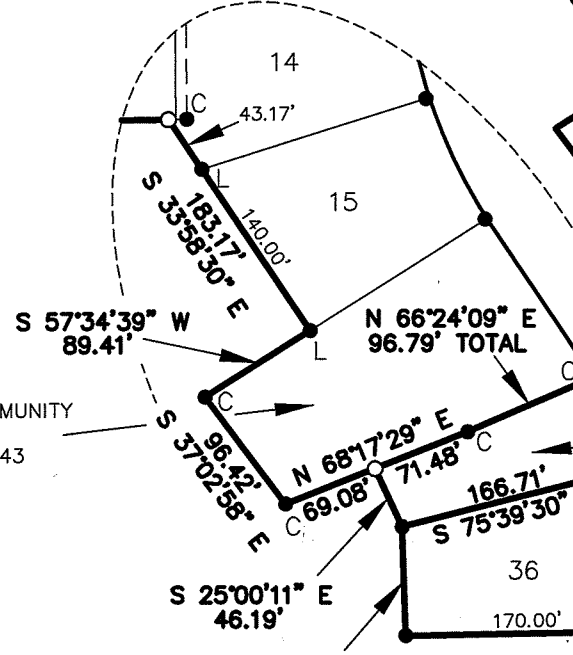 14
C
43.17'
L
15
183.17'
S 33°58'30" E
140.00'
S 57°34'39" W
89.41'
L
N 66°24'09" E
96.79' TOTAL
C
C
MUNITY
43
96.42'
S 37°02'58" E
N 68°17'29" E
C
69.08'
71.48'
C
166.71'
S 75°39'30"
S 25°00'11" E
46.19'
36
170.00'